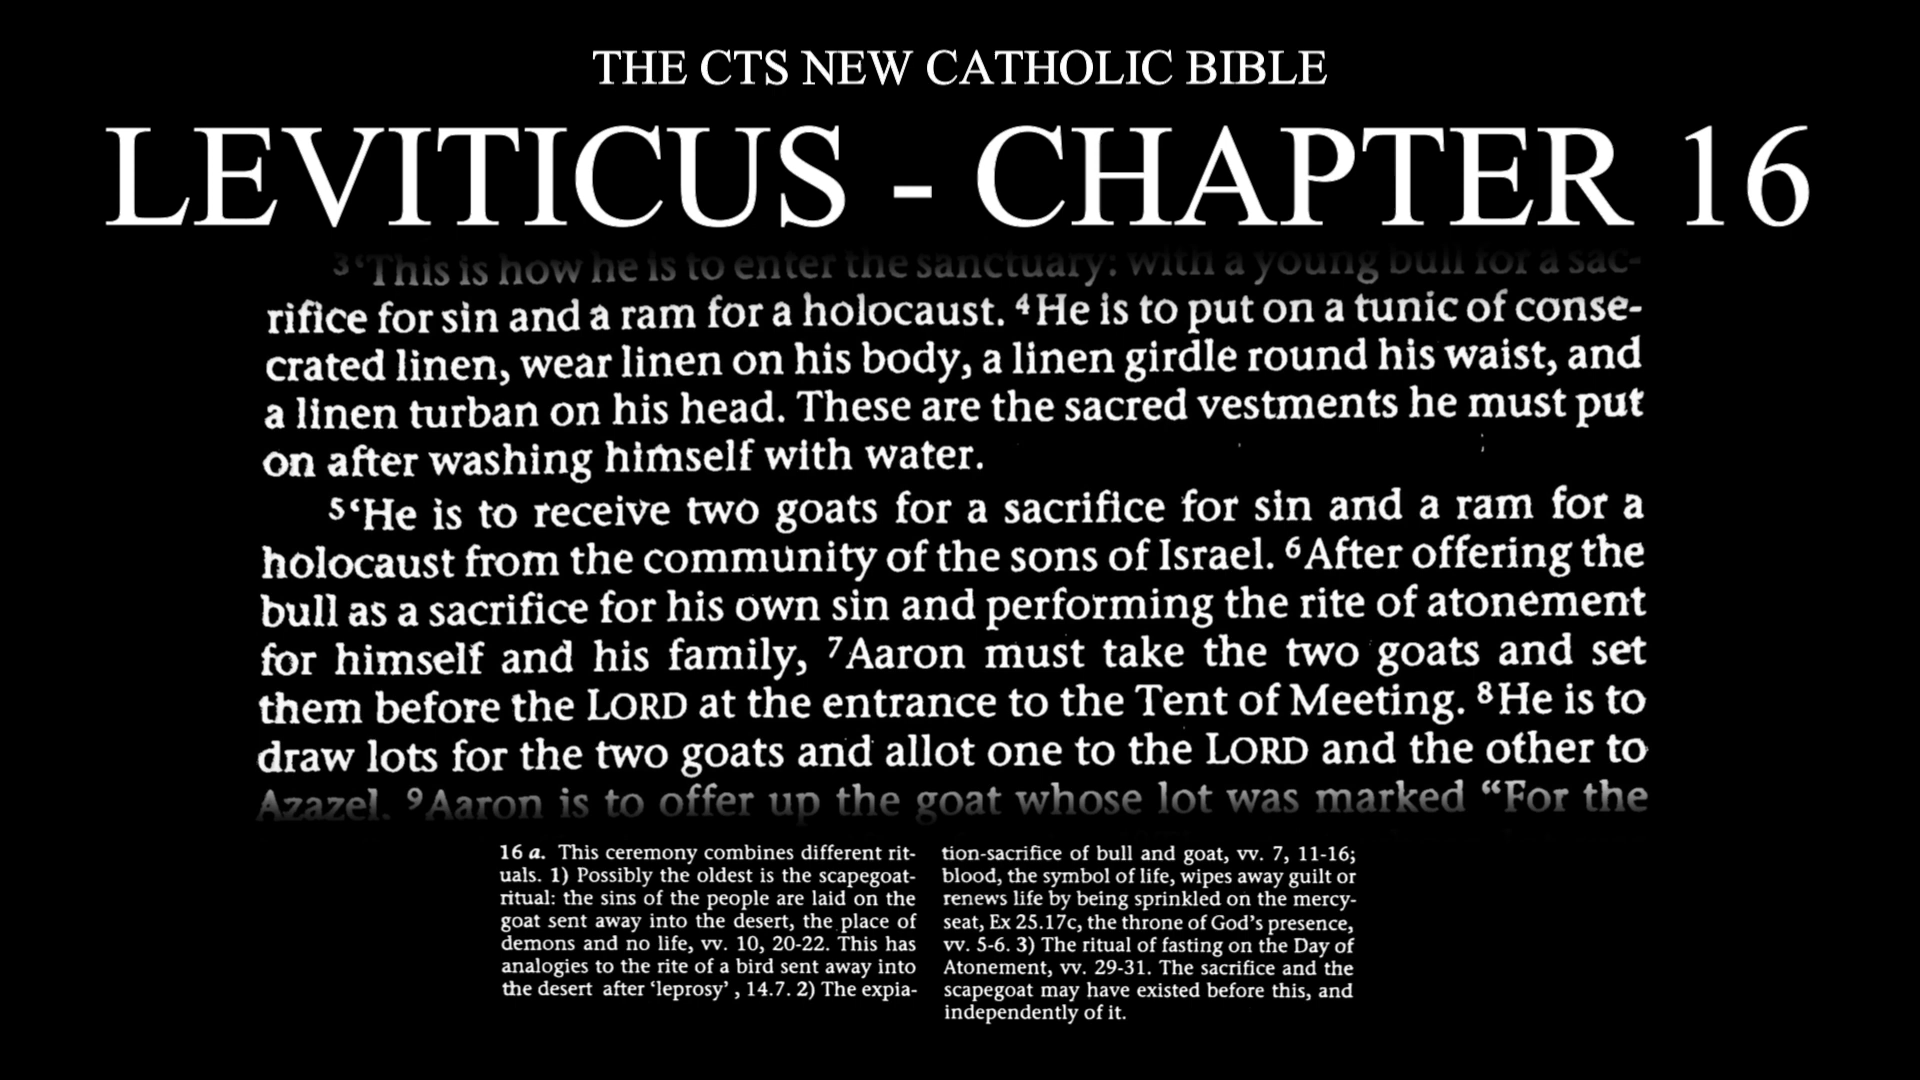 THE CTS NEW CATHOLIC BIBLE
LEVITICUS - CHAPTER 16
3‘This is how he is to enter the sanctuary: with a young bull for a sac-
rifice for sin and a ram for a holocaust. 4He is to put on a tunic of conse-
crated linen, wear linen on his body, a linen girdle round his waist, and
a linen turban on his head. These are the sacred vestments he must put
on after washing himself with water.
5‘He is to receive two goats for a sacrifice for sin and a ram for a
holocaust from the community of the sons of Israel. 6After offering the
bull as a sacrifice for his own sin and performing the rite of atonement
for himself and his family, 7Aaron must take the two goats and set
them before the LORD at the entrance to the Tent of Meeting. 8He is to
draw lots for the two goats and allot one to the LORD and the other to
Azazel. 9Aaron is to offer up the goat whose lot was marked “For the
16 a. This ceremony combines different rit-
uals. 1) Possibly the oldest is the scapegoat-
ritual: the sins of the people are laid on the
goat sent away into the desert, the place of
demons and no life, vv. 10, 20-22. This has
analogies to the rite of a bird sent away into
the desert after ‘leprosy’ , 14.7. 2) The expia-
tion-sacrifice of bull and goat, vv. 7, 11-16;
blood, the symbol of life, wipes away guilt or
renews life by being sprinkled on the mercy-
seat, Ex 25.17c, the throne of God’s presence,
vv. 5-6. 3) The ritual of fasting on the Day of
Atonement, vv. 29-31. The sacrifice and the
scapegoat may have existed before this, and
independently of it.